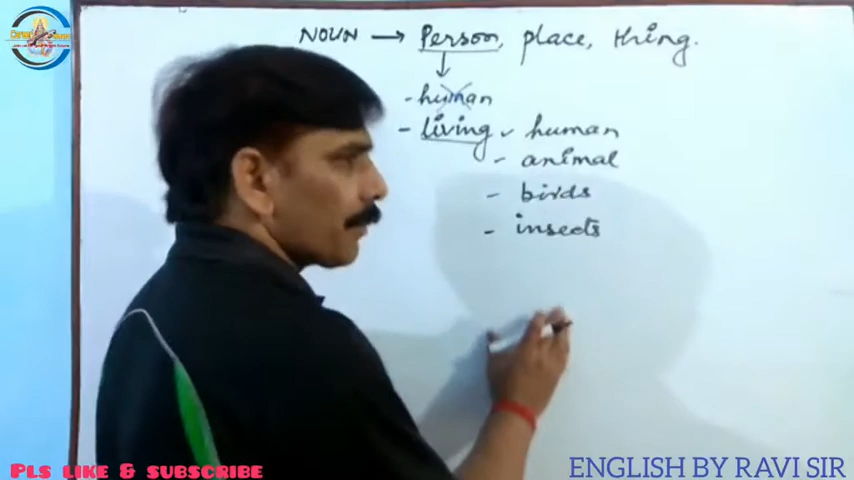 NOUN → Person, place, thing.
- human
- living - human
- animal
- birds
- insects
Pls like & subscribe
ENGLISH BY RAVI SIR